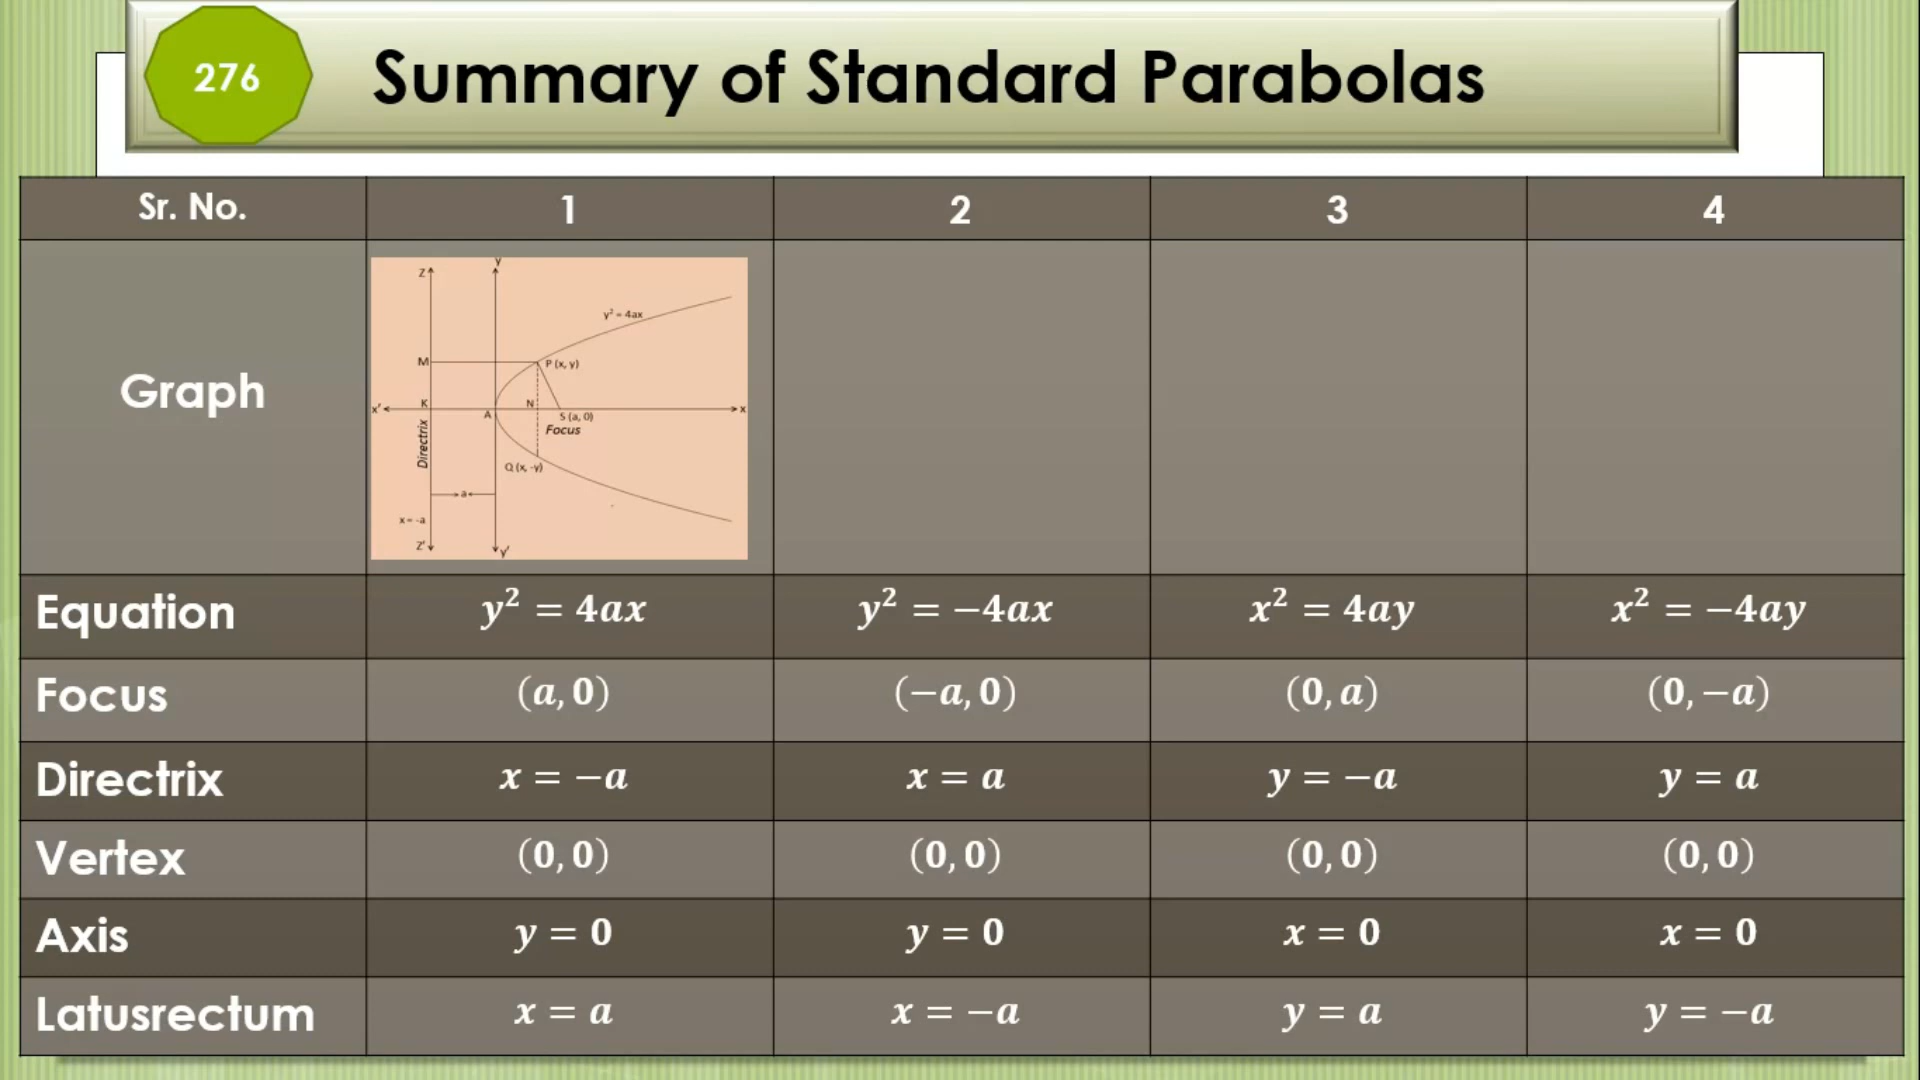 276
Summary of Standard Parabolas
Sr. No. 1 2 3 4
Graph
Z
y
y² = 4ax
M
P (x, y)
x'
K
A
N
x
S (a, 0)
Focus
Directrix
Q (x, -y)
a
x = -a
Z'
y'
Equation y² = 4ax y² = −4ax x² = 4ay x² = −4ay
Focus (a, 0) (−a, 0) (0, a) (0, −a)
Directrix x = −a x = a y = −a y = a
Vertex (0, 0) (0, 0) (0, 0) (0, 0)
Axis y = 0 y = 0 x = 0 x = 0
Latusrectum x = a x = −a y = a y = −a